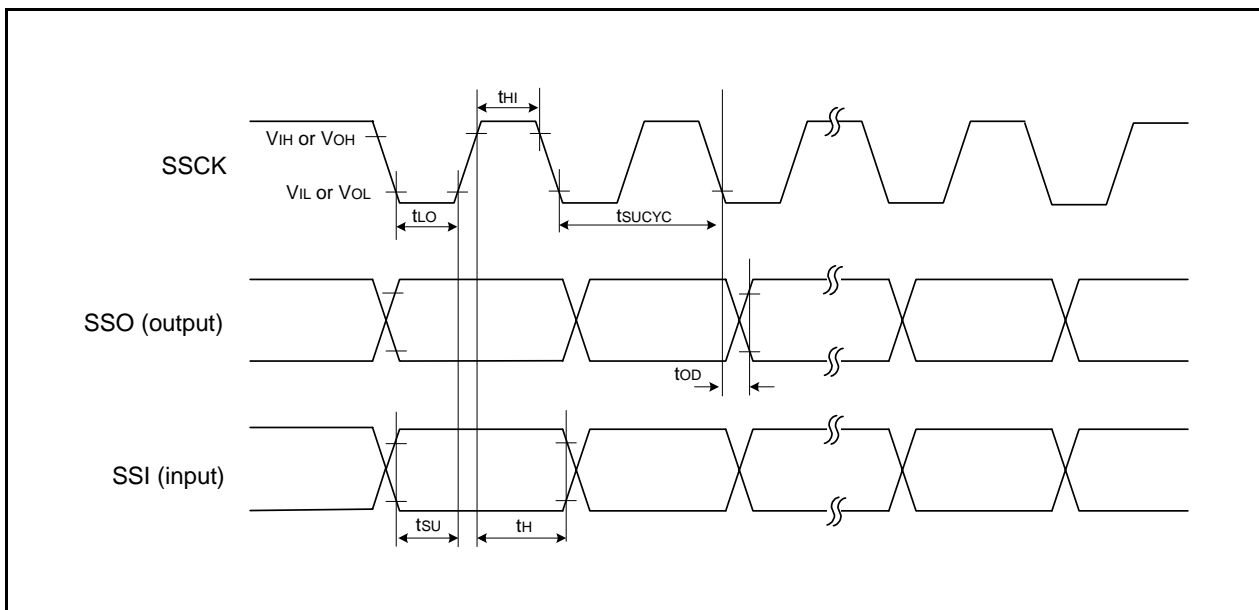 tHI
VIH or VOH
SSCK
VIL or VOL
tLO
tSUCYC
SSO (output)
tOD
SSI (input)
tSU
tH